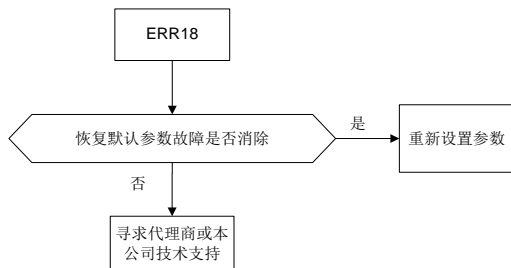 ERR18
恢复默认参数故障是否消除
是
重新设置参数
否
寻求代理商或本
公司技术支持